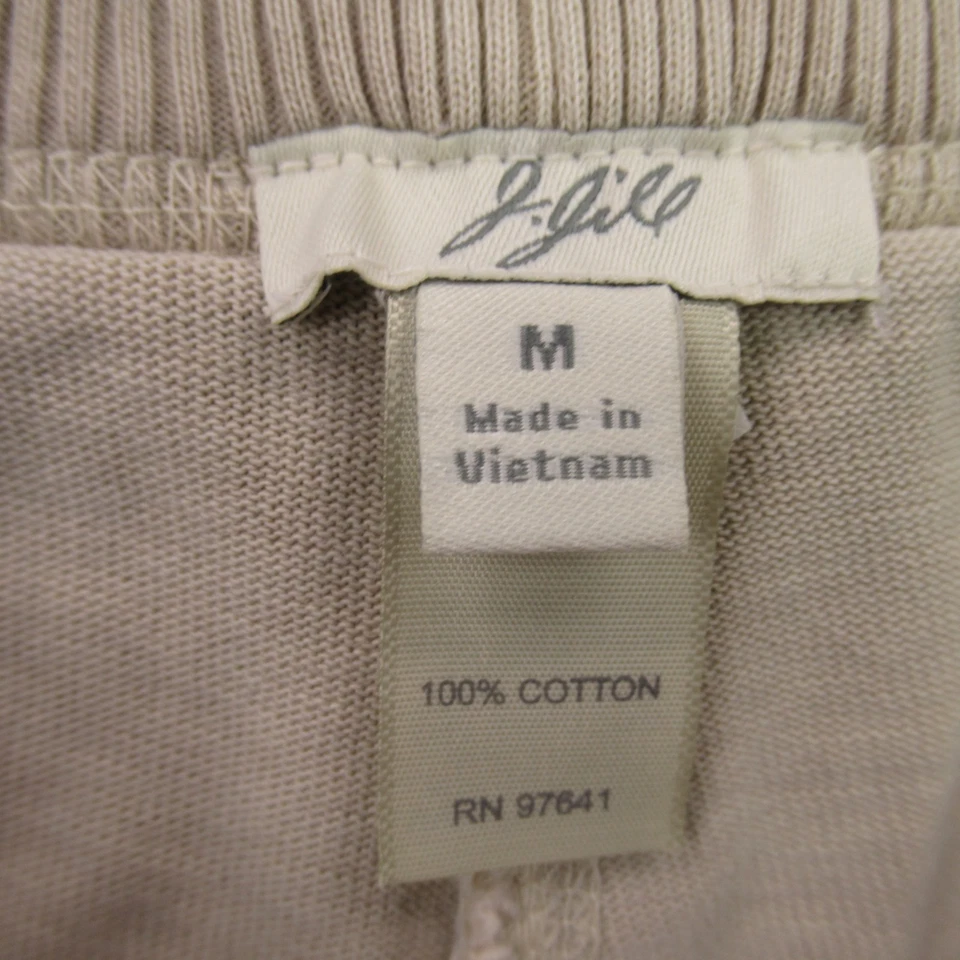 J.Jill
M
Made in
Vietnam
100% COTTON
RN 97641